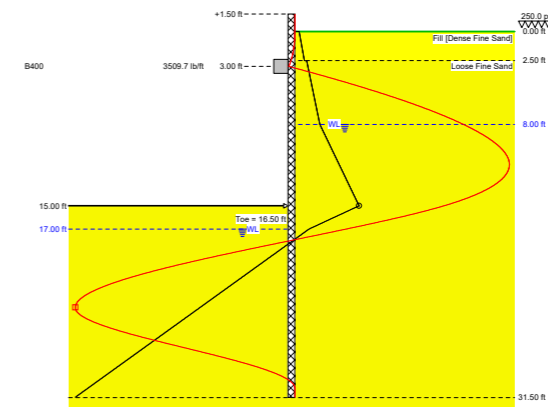 +1.50 ft
250.0 p
0.00 ft
Fill [Dense Fine Sand]
2.50 ft
Loose Fine Sand
B400 3509.7 lb/ft 3.00 ft
WL 8.00 ft
15.00 ft
Toe = 16.50 ft
17.00 ft WL
31.50 ft